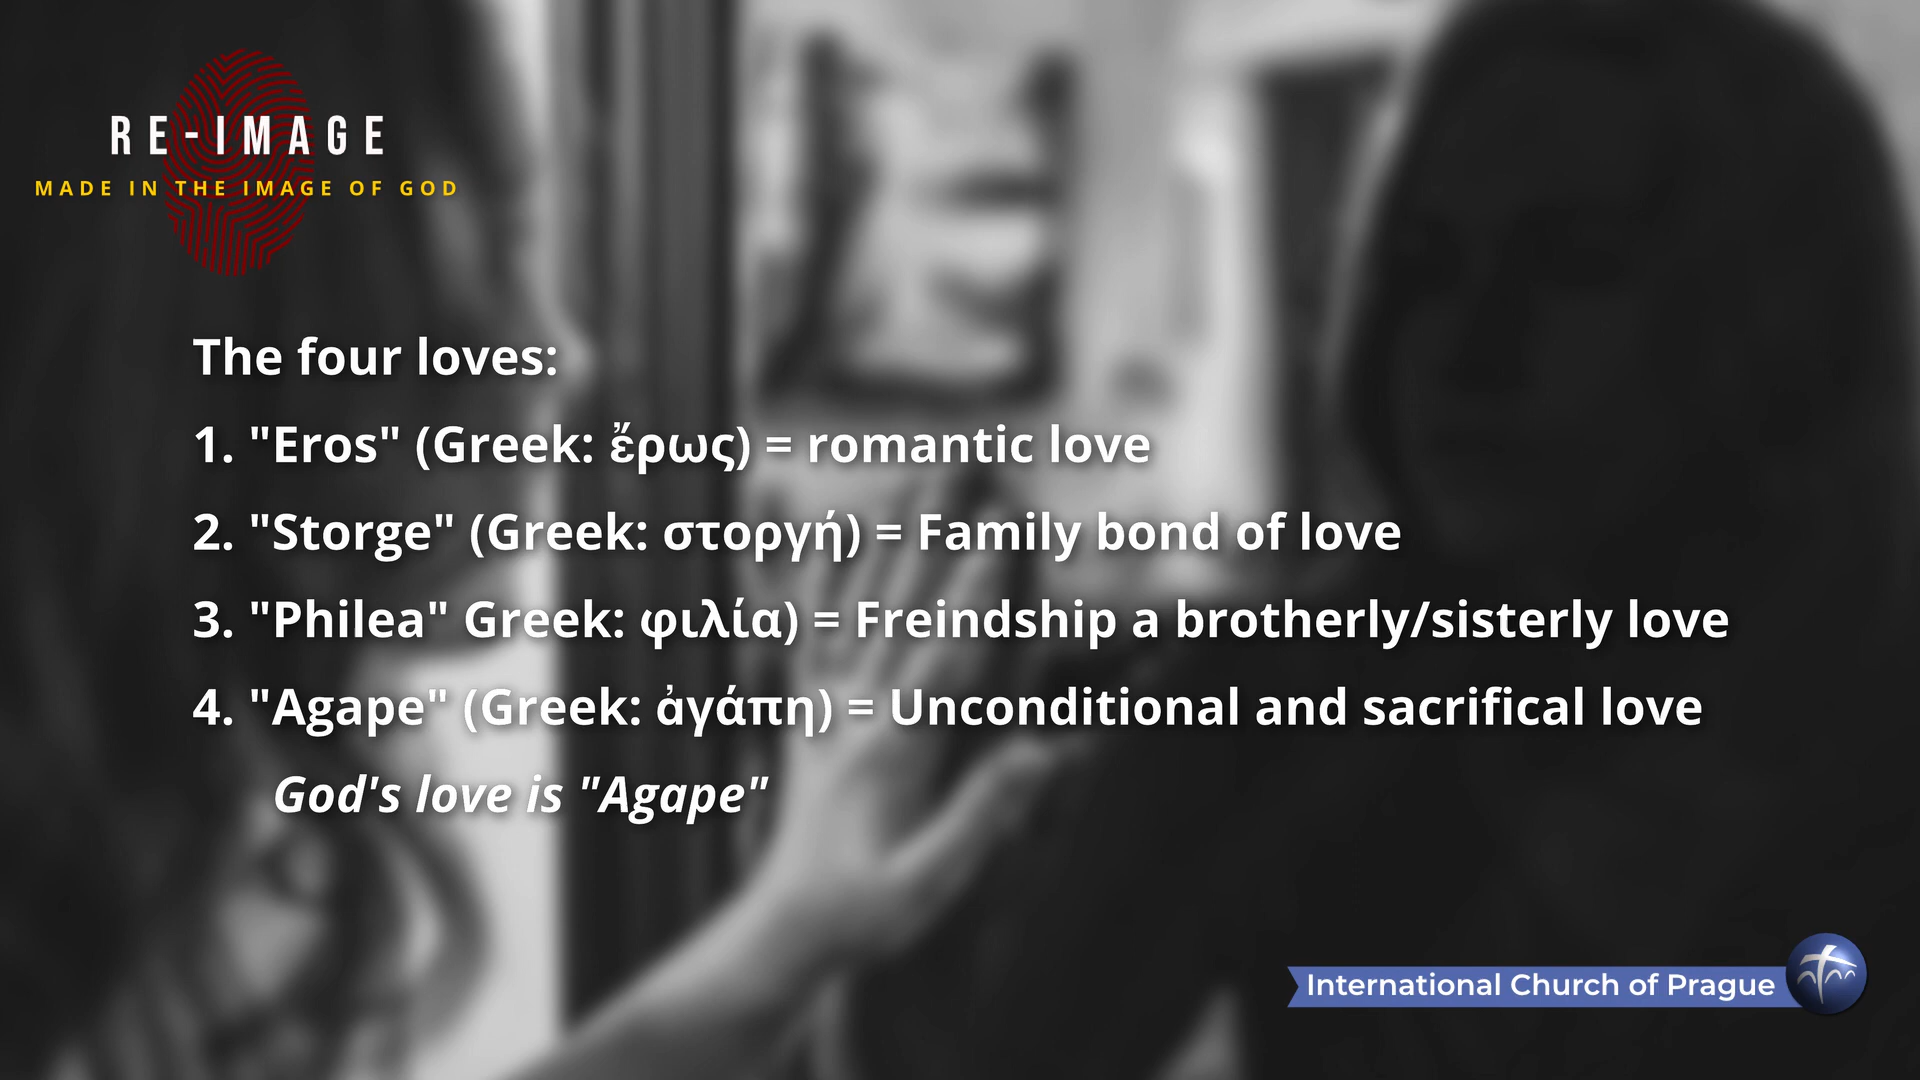 RE-IMAGE
MADE IN THE IMAGE OF GOD
The four loves:
1. "Eros" (Greek: ἔρως) = romantic love
2. "Storge" (Greek: στοργή) = Family bond of love
3. "Philea" Greek: φιλία) = Freindship a brotherly/sisterly love
4. "Agape" (Greek: ἀγάπη) = Unconditional and sacrifical love
God's love is "Agape"
International Church of Prague